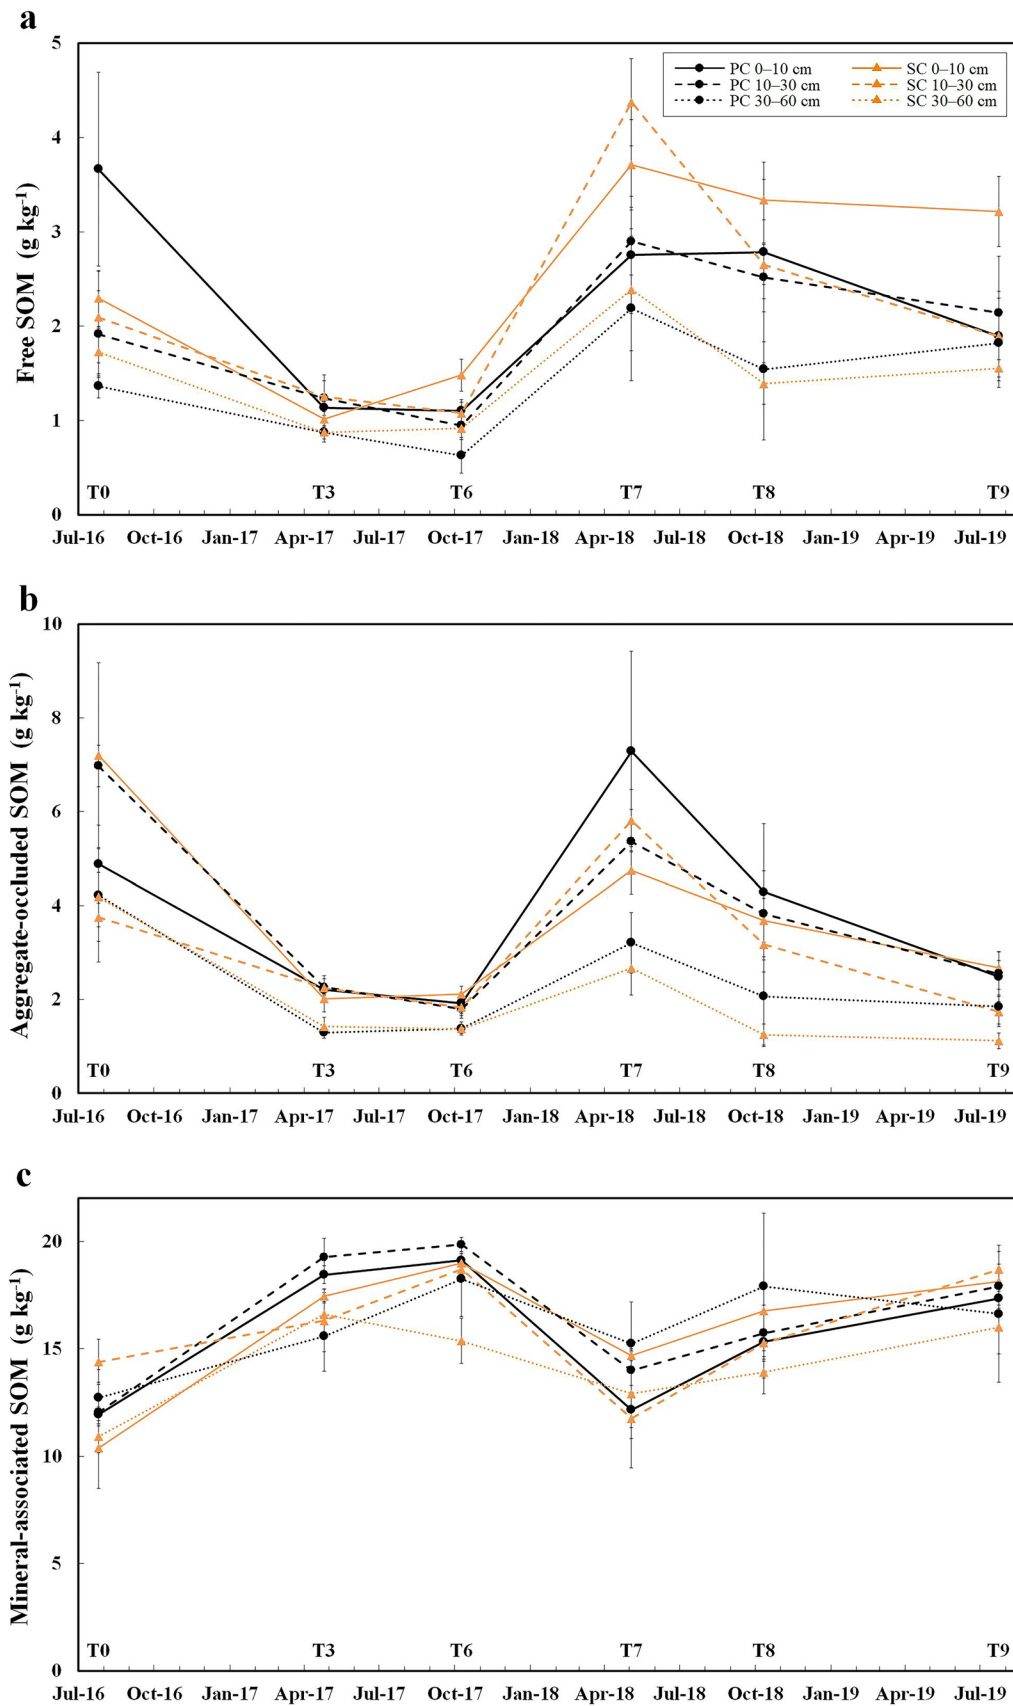 a
5
4
3
2
1
0
Free SOM (g kg⁻¹)
PC 0–10 cm
SC 0–10 cm
PC 10–30 cm
SC 10–30 cm
PC 30–60 cm
SC 30–60 cm
T0 T3 T6 T7 T8 T9
Jul-16 Oct-16 Jan-17 Apr-17 Jul-17 Oct-17 Jan-18 Apr-18 Jul-18 Oct-18 Jan-19 Apr-19 Jul-19
b
10
8
6
4
2
0
Aggregate-occluded SOM (g kg⁻¹)
T0 T3 T6 T7 T8 T9
Jul-16 Oct-16 Jan-17 Apr-17 Jul-17 Oct-17 Jan-18 Apr-18 Jul-18 Oct-18 Jan-19 Apr-19 Jul-19
c
20
15
10
5
0
Mineral-associated SOM (g kg⁻¹)
T0 T3 T6 T7 T8 T9
Jul-16 Oct-16 Jan-17 Apr-17 Jul-17 Oct-17 Jan-18 Apr-18 Jul-18 Oct-18 Jan-19 Apr-19 Jul-19